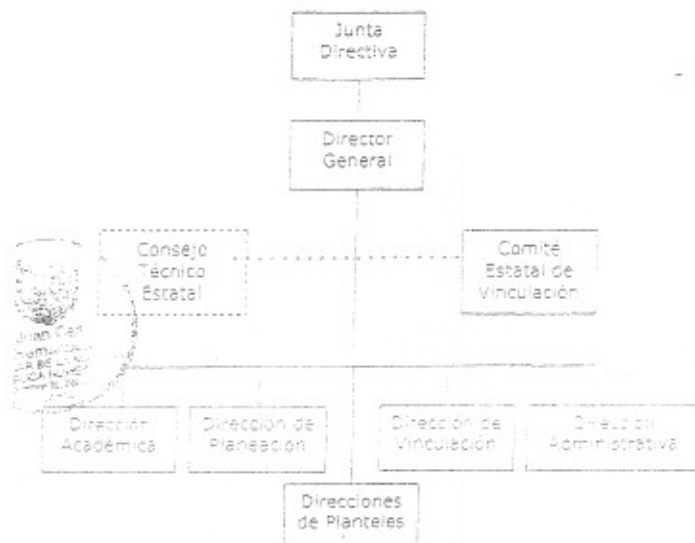 Junta
Directiva
Director
General
Consejo
Técnico
Estatal
Comité
Estatal de
Vinculación
Dirección
Académica
Dirección de
Planeación
Dirección de
Vinculación
Dirección
Administrativa
Direcciones
de Planteles